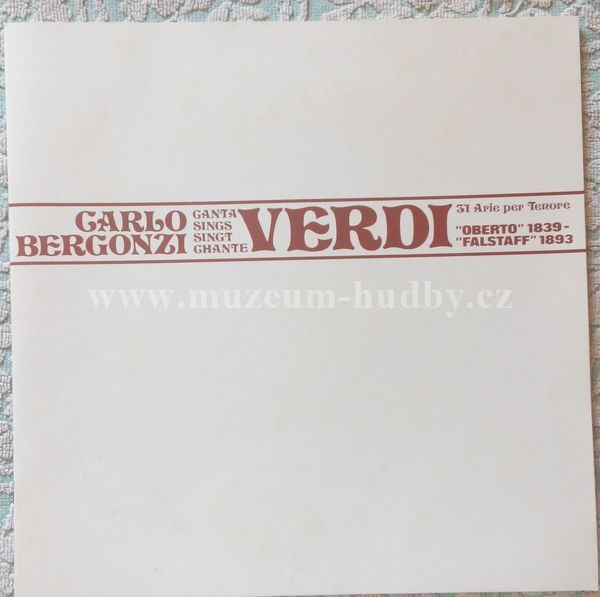 CARLO
BERGONZI
CANTA
SINGS
SINGT
CHANTE
VERDI
31 Arie per Tenore
"OBERTO" 1839-
"FALSTAFF" 1893
www.muzeum-hudby.cz